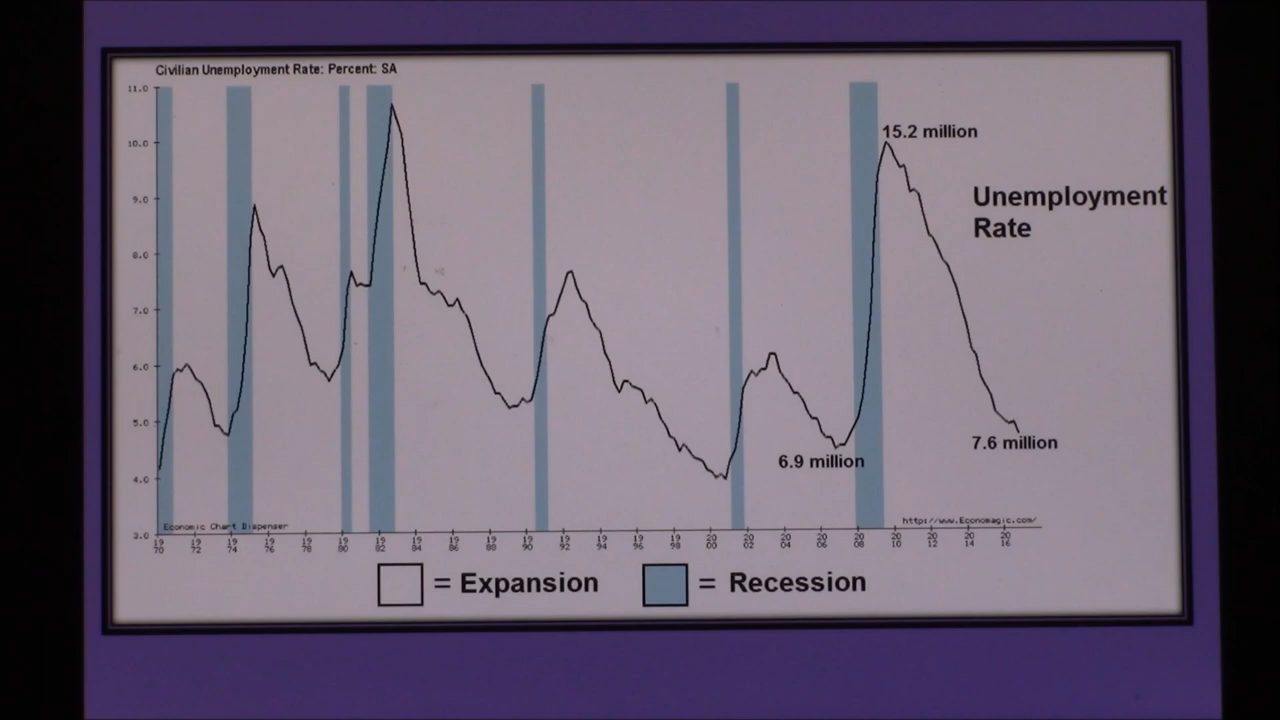 Civilian Unemployment Rate: Percent: SA
11.0
10.0
9.0
8.0
7.0
6.0
5.0
4.0
3.0
15.2 million
Unemployment
Rate
6.9 million
7.6 million
Economic Chart Dispenser
http://www.Economagic.com/
19 19 19 19 19 19 19 19 19 19 19 19 19 19 19 20 20 20 20 20 20 20 20 20
70 72 74 76 78 80 82 84 86 88 90 92 94 96 98 00 02 04 06 08 10 12 14 16
= Expansion = Recession